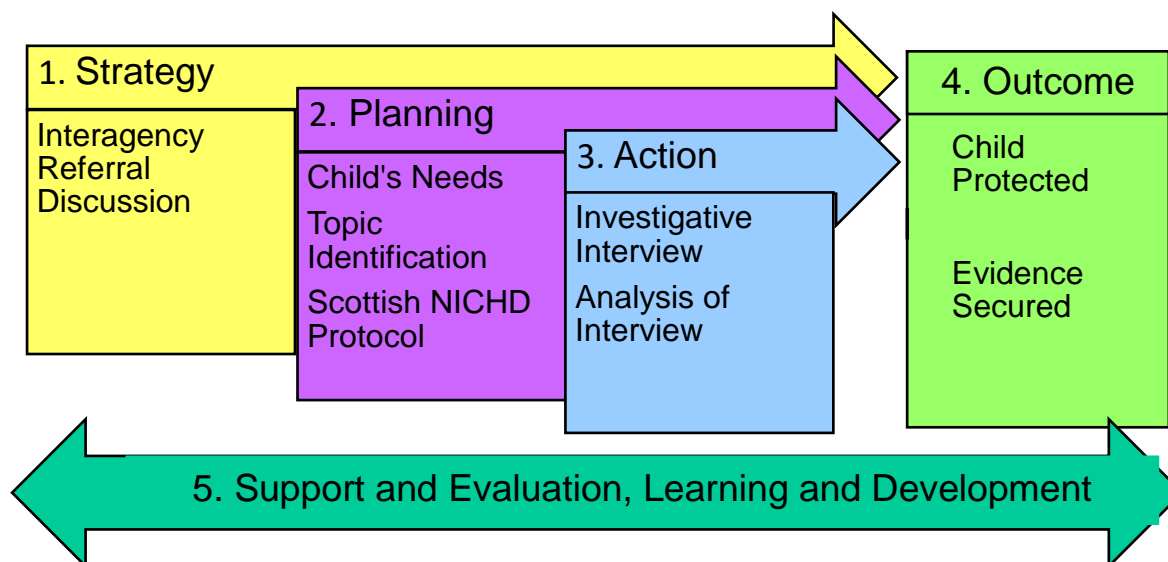 1. Strategy
Interagency
Referral
Discussion
2. Planning
Child's Needs
Topic
Identification
Scottish NICHD
Protocol
3. Action
Investigative
Interview
Analysis of
Interview
4. Outcome
Child
Protected
Evidence
Secured
5. Support and Evaluation, Learning and Development